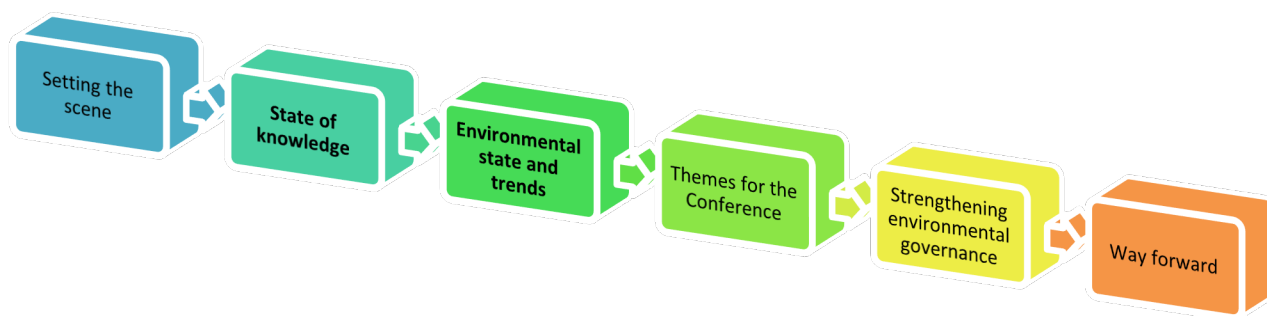 Setting the
scene
State of
knowledge
Environmental
state and
trends
Themes for the
Conference
Strengthening
environmental
governance
Way forward